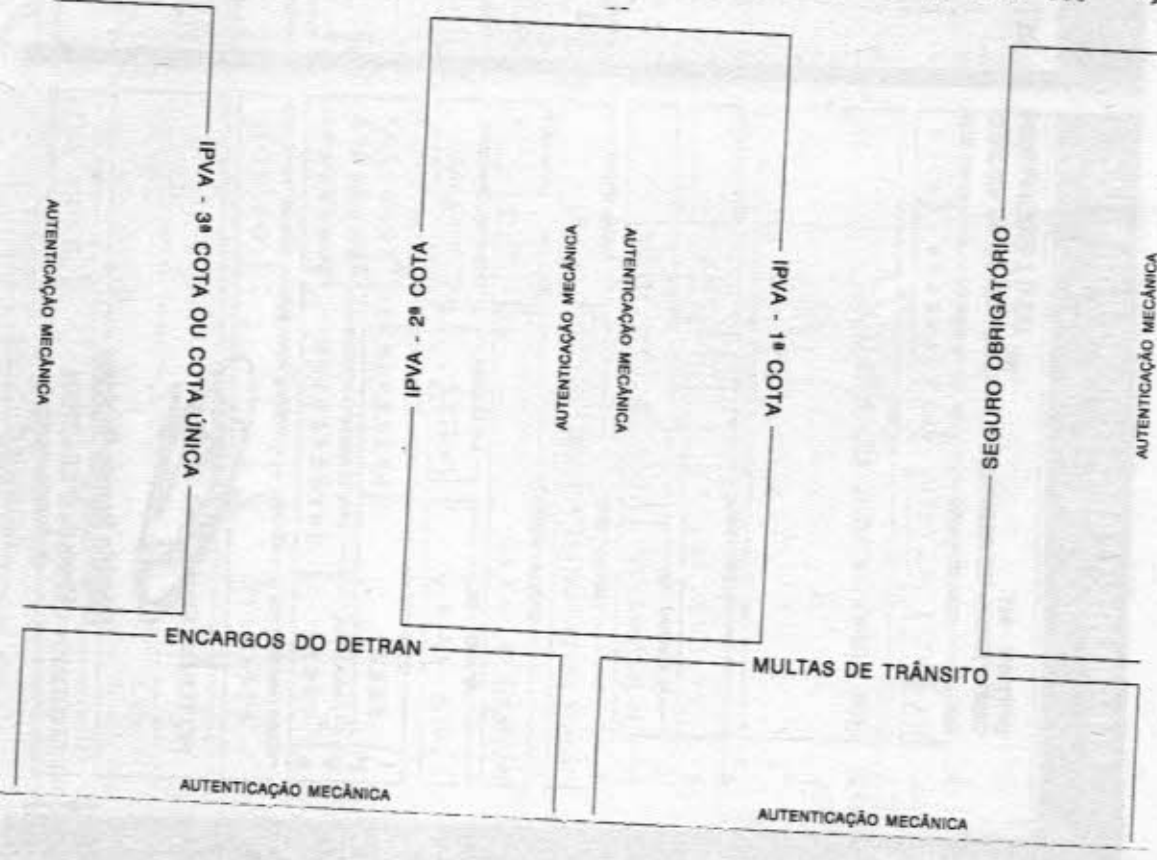 IPVA - 3ª COTA OU COTA ÚNICA
AUTENTICAÇÃO MECÂNICA
IPVA - 2ª COTA
AUTENTICAÇÃO MECÂNICA
AUTENTICAÇÃO MECÂNICA
IPVA - 1ª COTA
SEGURO OBRIGATÓRIO
AUTENTICAÇÃO MECÂNICA
ENCARGOS DO DETRAN
AUTENTICAÇÃO MECÂNICA
MULTAS DE TRÂNSITO
AUTENTICAÇÃO MECÂNICA